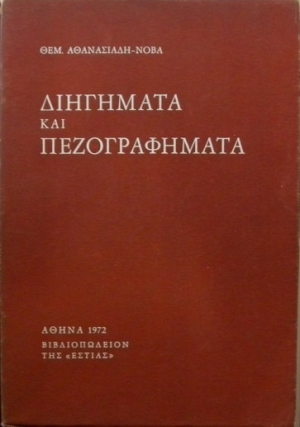 ΘΕΜ. ΑΘΑΝΑΣΙΑΔΗ-ΝΟΒΑ
ΔΙΗΓΗΜΑΤΑ
ΚΑΙ
ΠΕΖΟΓΡΑΦΗΜΑΤΑ
ΑΘΗΝΑ 1972
ΒΙΒΛΙΟΠΩΛΕΙΟΝ
ΤΗΣ «ΕΣΤΙΑΣ»